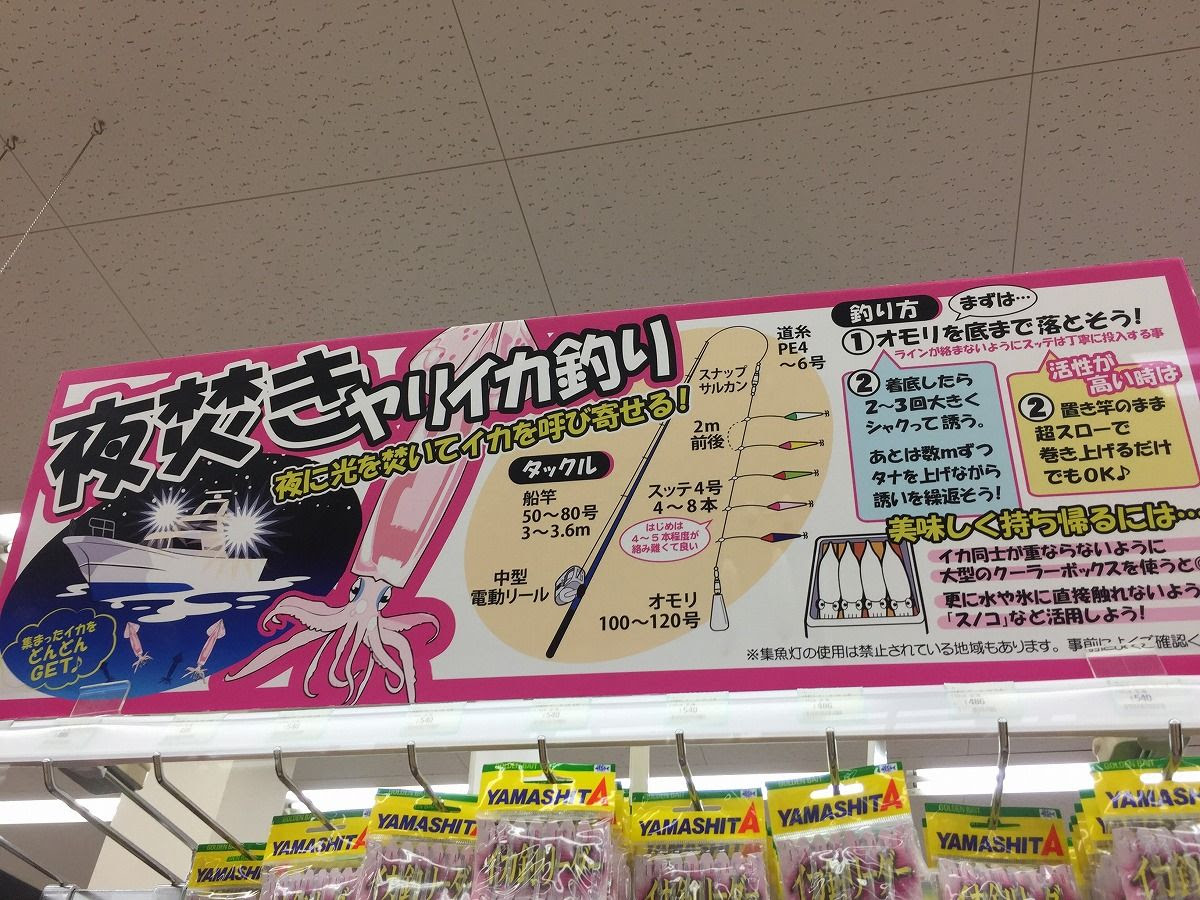 夜焚きヤリイカ釣り
夜に光を焚いてイカを呼び寄せる!
集まったイカを
どんどん
GET♪
タックル
船竿
50〜80号
3〜3.6m
中型
電動リール
道糸
PE4
〜6号
スナップ
サルカン
2m
前後
スッテ4号
4〜8本
はじめは
4〜5本程度が
絡み難くて良い
オモリ
100〜120号
釣り方
まずは…
①オモリを底まで落とそう!
ラインが絡まないようにスッテは丁寧に投入する事
② 着底したら
2〜3回大きく
シャクって誘う。
あとは数mずつ
タナを上げながら
誘いを繰返そう!
活性が
高い時は
② 置き竿のまま
超スローで
巻き上げるだけ
でもOK♪
美味しく持ち帰るには…
イカ同士が重ならないように
大型のクーラーボックスを使うと◎
更に水や氷に直接触れないよう
「スノコ」など活用しよう!
※集魚灯の使用は禁止されている地域もあります。事前によくご確認く
540
540
540
486
486
540
YAMASHITA
YAMASHITA
YAMASHITA
YAMASHITA
YAMASHITA
YAMASHITA
YAMASHITA
YAMASHITA